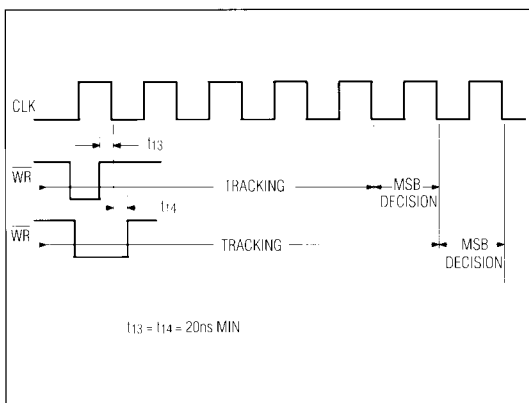 CLK
t13
WR
TRACKING
MSB
DECISION
t14
WR
TRACKING
MSB
DECISION
t13 = t14 = 20ns MIN